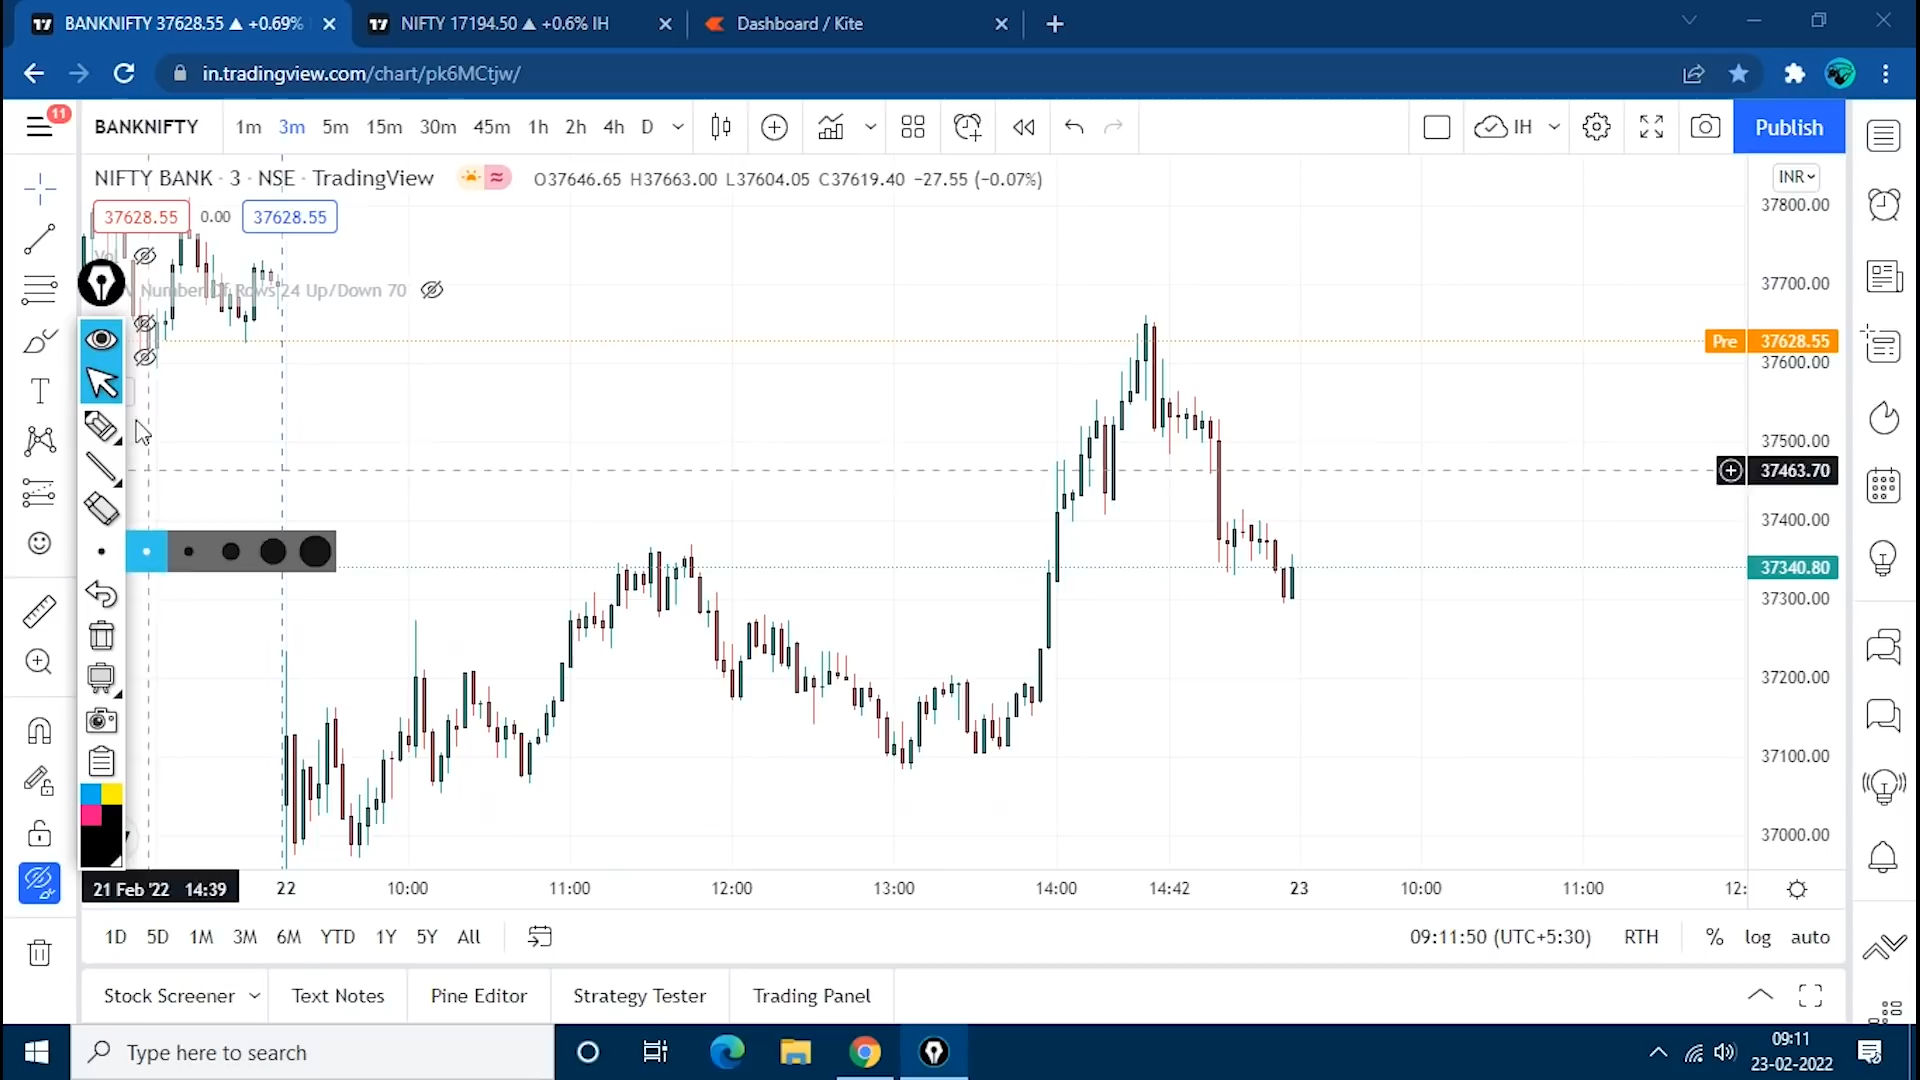 BANKNIFTY 37628.55 ▲ +0.69%
NIFTY 17194.50 ▲ +0.6% IH
Dashboard / Kite
in.tradingview.com/chart/pk6MCtjw/
11
BANKNIFTY
1m 3m 5m 15m 30m 45m 1h 2h 4h D
IH
Publish
NIFTY BANK · 3 · NSE · TradingView
O37646.65 H37663.00 L37604.05 C37619.40 −27.55 (−0.07%)
INR
37628.55 0.00 37628.55
Vol
Number Of Rows 24 Up/Down 70
37800.00
37700.00
Pre 37628.55
37600.00
37500.00
37463.70
37400.00
37340.80
37300.00
37200.00
37100.00
37000.00
21 Feb '22 14:39
22 10:00 11:00 12:00 13:00 14:00 14:42 23 10:00 11:00 12:
1D 5D 1M 3M 6M YTD 1Y 5Y All
09:11:50 (UTC+5:30) RTH % log auto
Stock Screener Text Notes Pine Editor Strategy Tester Trading Panel
Type here to search
09:11
23-02-2022